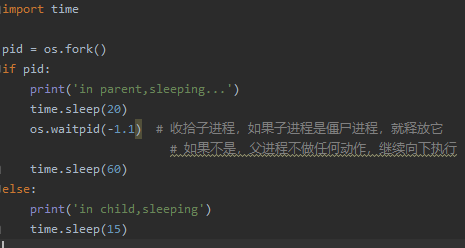 import time
pid = os.fork()
if pid:
print('in parent,sleeping...')
time.sleep(20)
os.waitpid(-1.1) # 收拾子进程，如果子进程是僵尸进程，就释放它
# 如果不是，父进程不做任何动作，继续向下执行
time.sleep(60)
else:
print('in child,sleeping')
time.sleep(15)